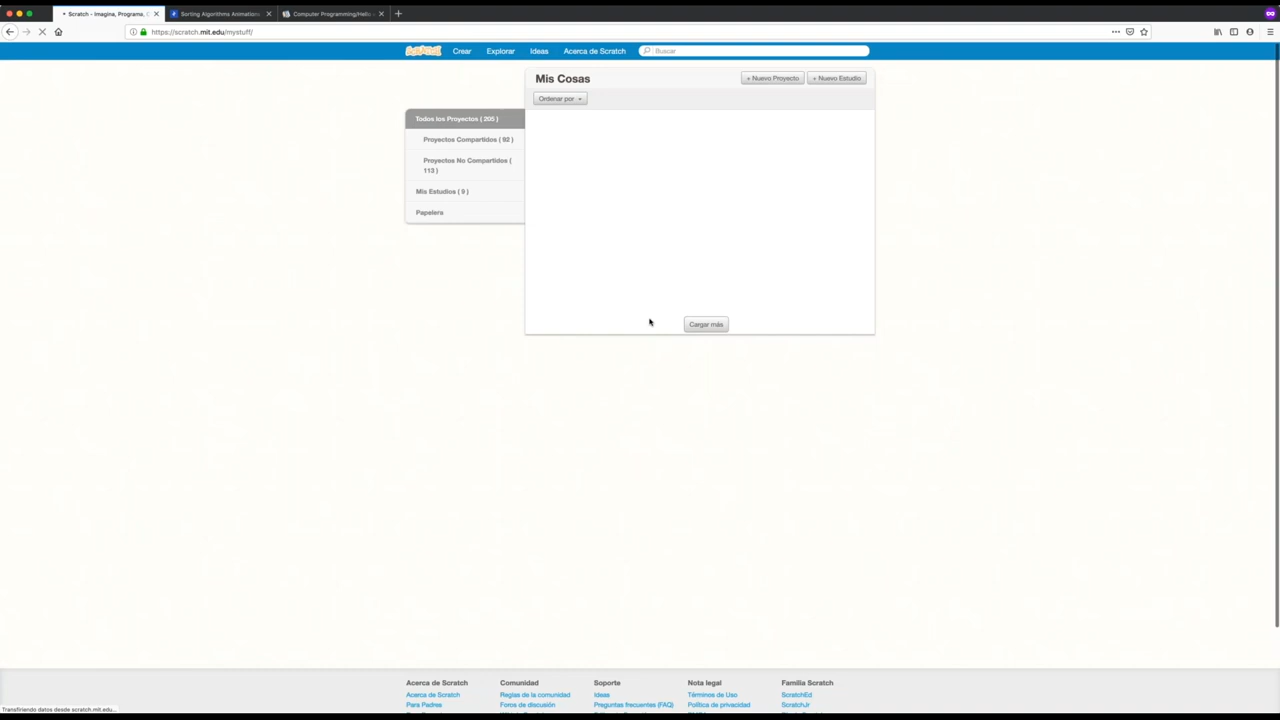 Scratch - Imagina, Programa, C
Sorting Algorithms Animations
Computer Programming/Hello
https://scratch.mit.edu/mystuff/
SCRATCH
Crear
Explorar
Ideas
Acerca de Scratch
Buscar
Mis Cosas
+ Nuevo Proyecto
+ Nuevo Estudio
Ordenar por
Todos los Proyectos ( 205 )
Proyectos Compartidos ( 92 )
Proyectos No Compartidos (
113 )
Mis Estudios ( 9 )
Papelera
Cargar más
Acerca de Scratch
Comunidad
Soporte
Nota legal
Familia Scratch
Acerca de Scratch
Reglas de la comunidad
Ideas
Términos de Uso
ScratchEd
Para Padres
Foros de discusión
Preguntas frecuentes (FAQ)
Política de privacidad
ScratchJr
Transfiriendo datos desde scratch.mit.edu...